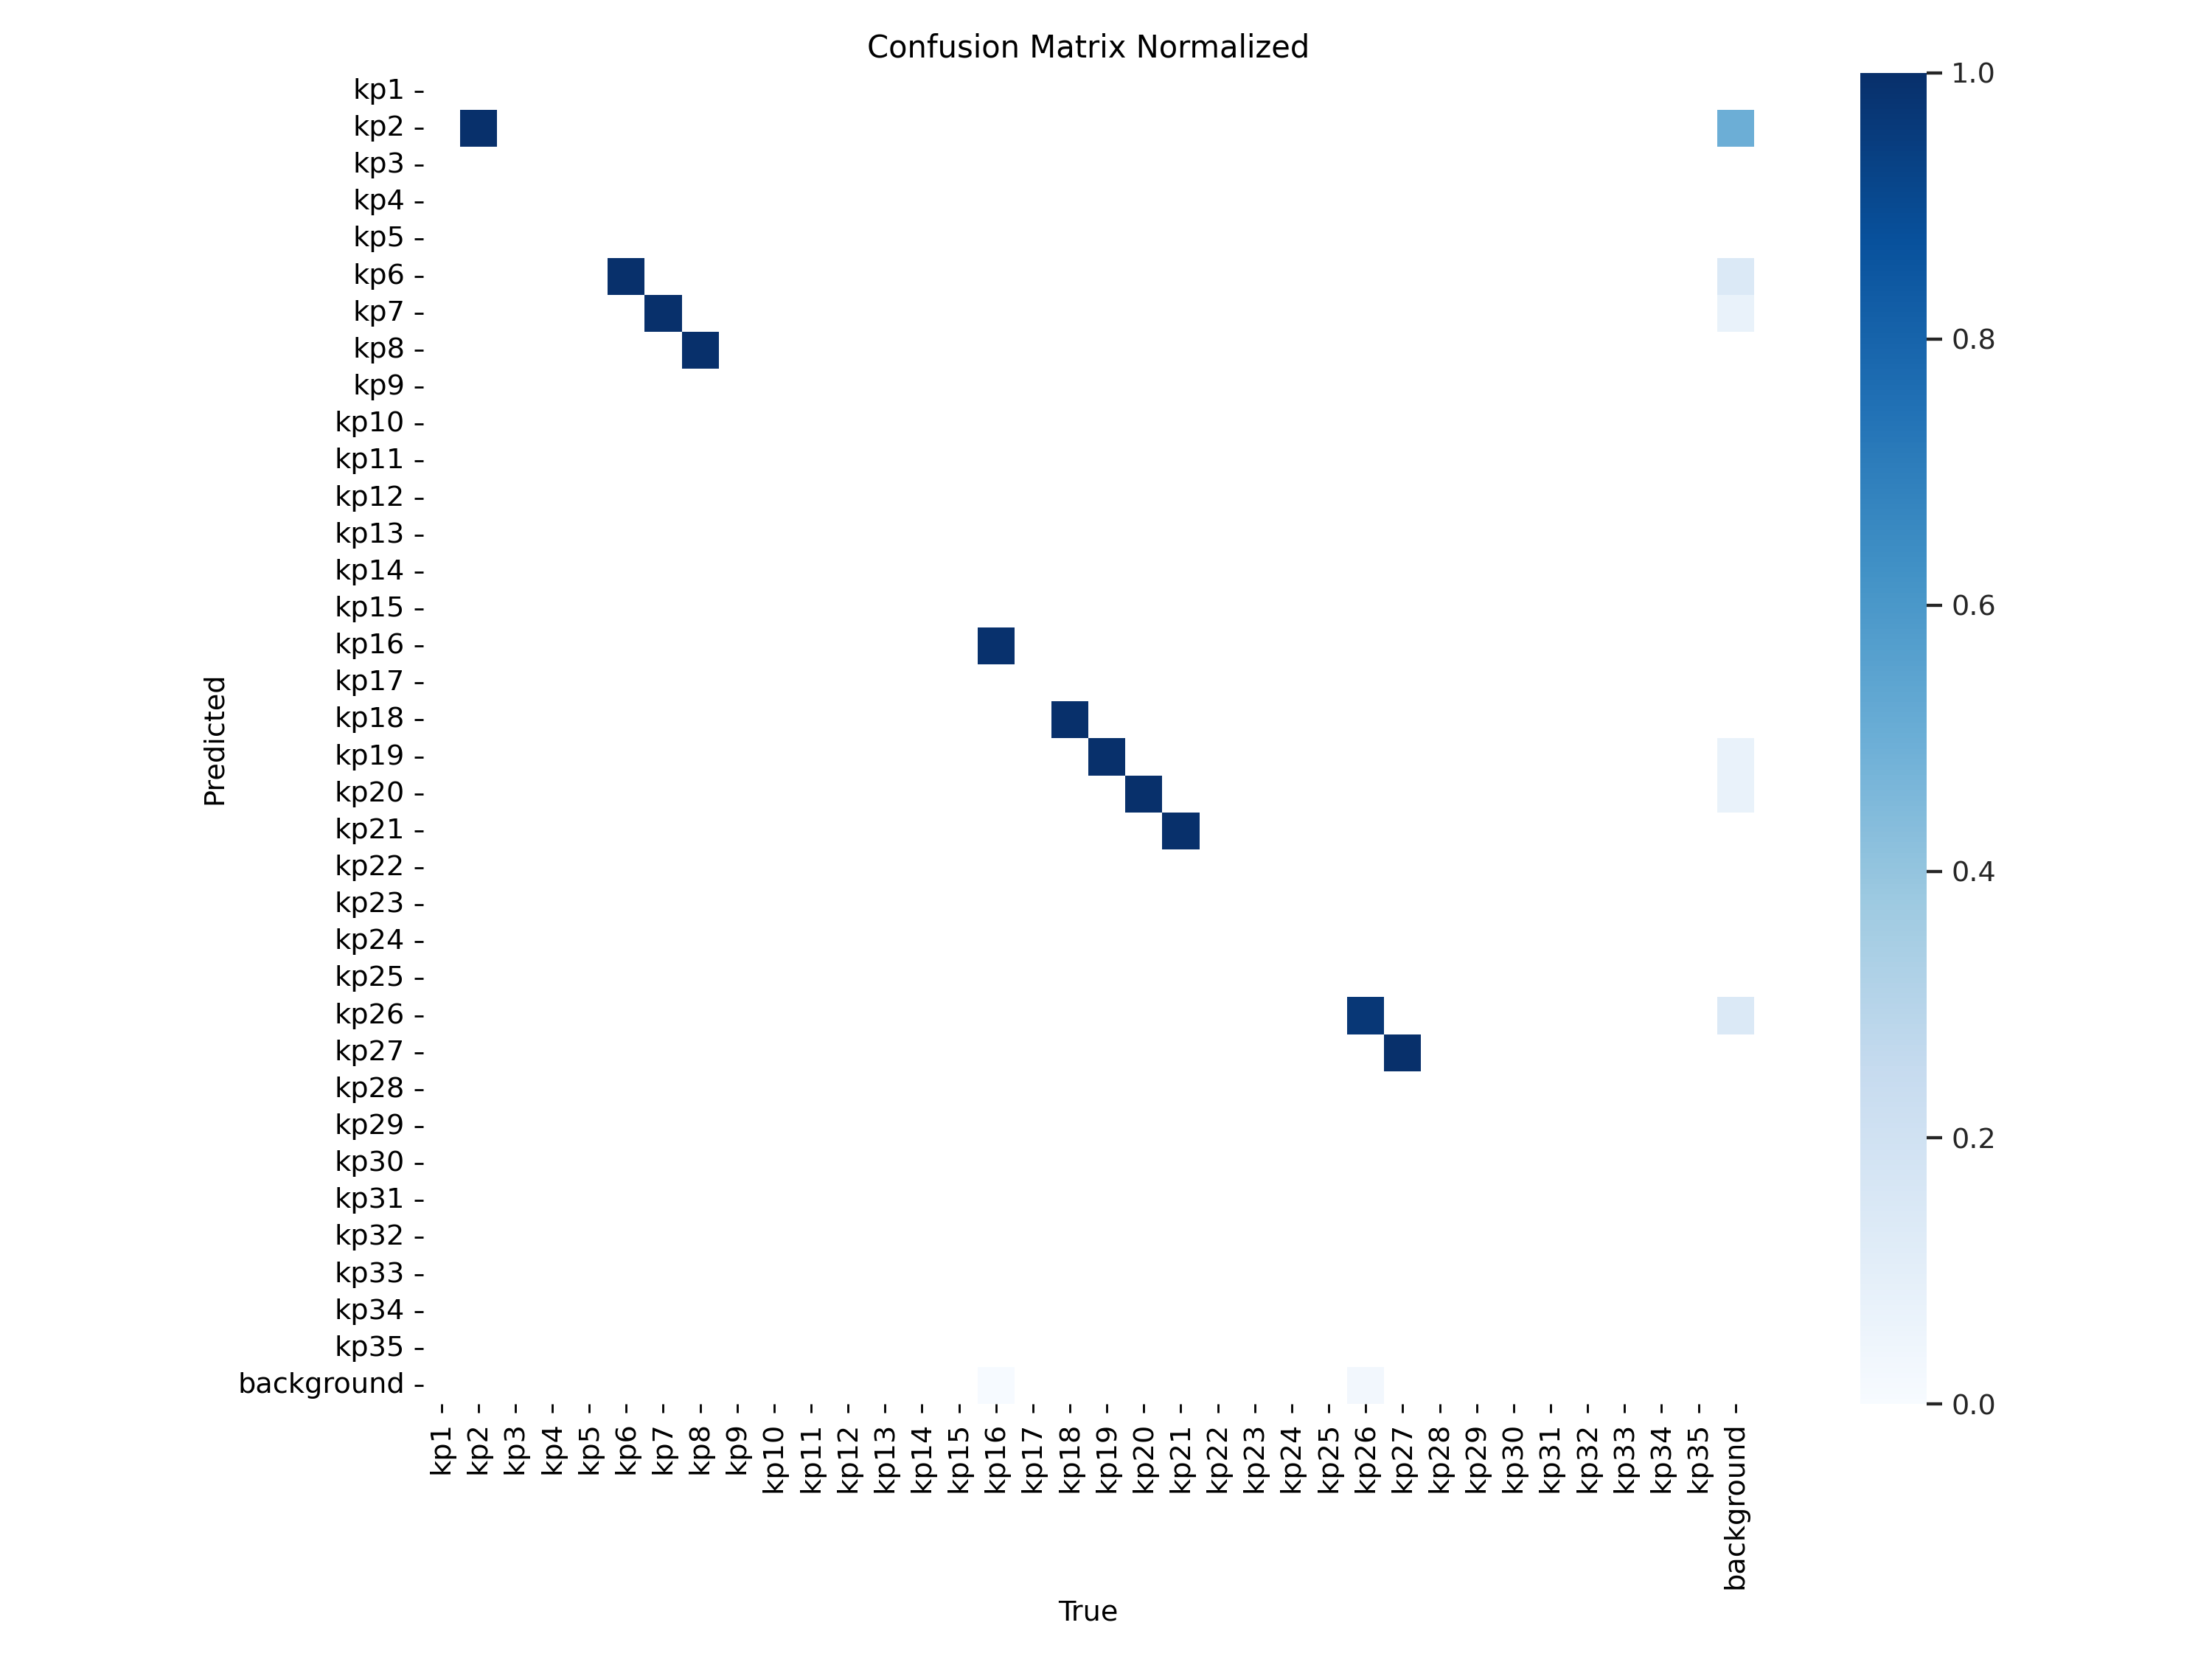 Confusion Matrix Normalized
kp1
kp2
kp3
kp4
kp5
kp6
kp7
kp8
kp9
kp10
kp11
kp12
kp13
kp14
kp15
kp16
kp17
kp18
kp19
kp20
kp21
kp22
kp23
kp24
kp25
kp26
kp27
kp28
kp29
kp30
kp31
kp32
kp33
kp34
kp35
background
Predicted
kp1
kp2
kp3
kp4
kp5
kp6
kp7
kp8
kp9
kp10
kp11
kp12
kp13
kp14
kp15
kp16
kp17
kp18
kp19
kp20
kp21
kp22
kp23
kp24
kp25
kp26
kp27
kp28
kp29
kp30
kp31
kp32
kp33
kp34
kp35
background
True
1.0
0.8
0.6
0.4
0.2
0.0